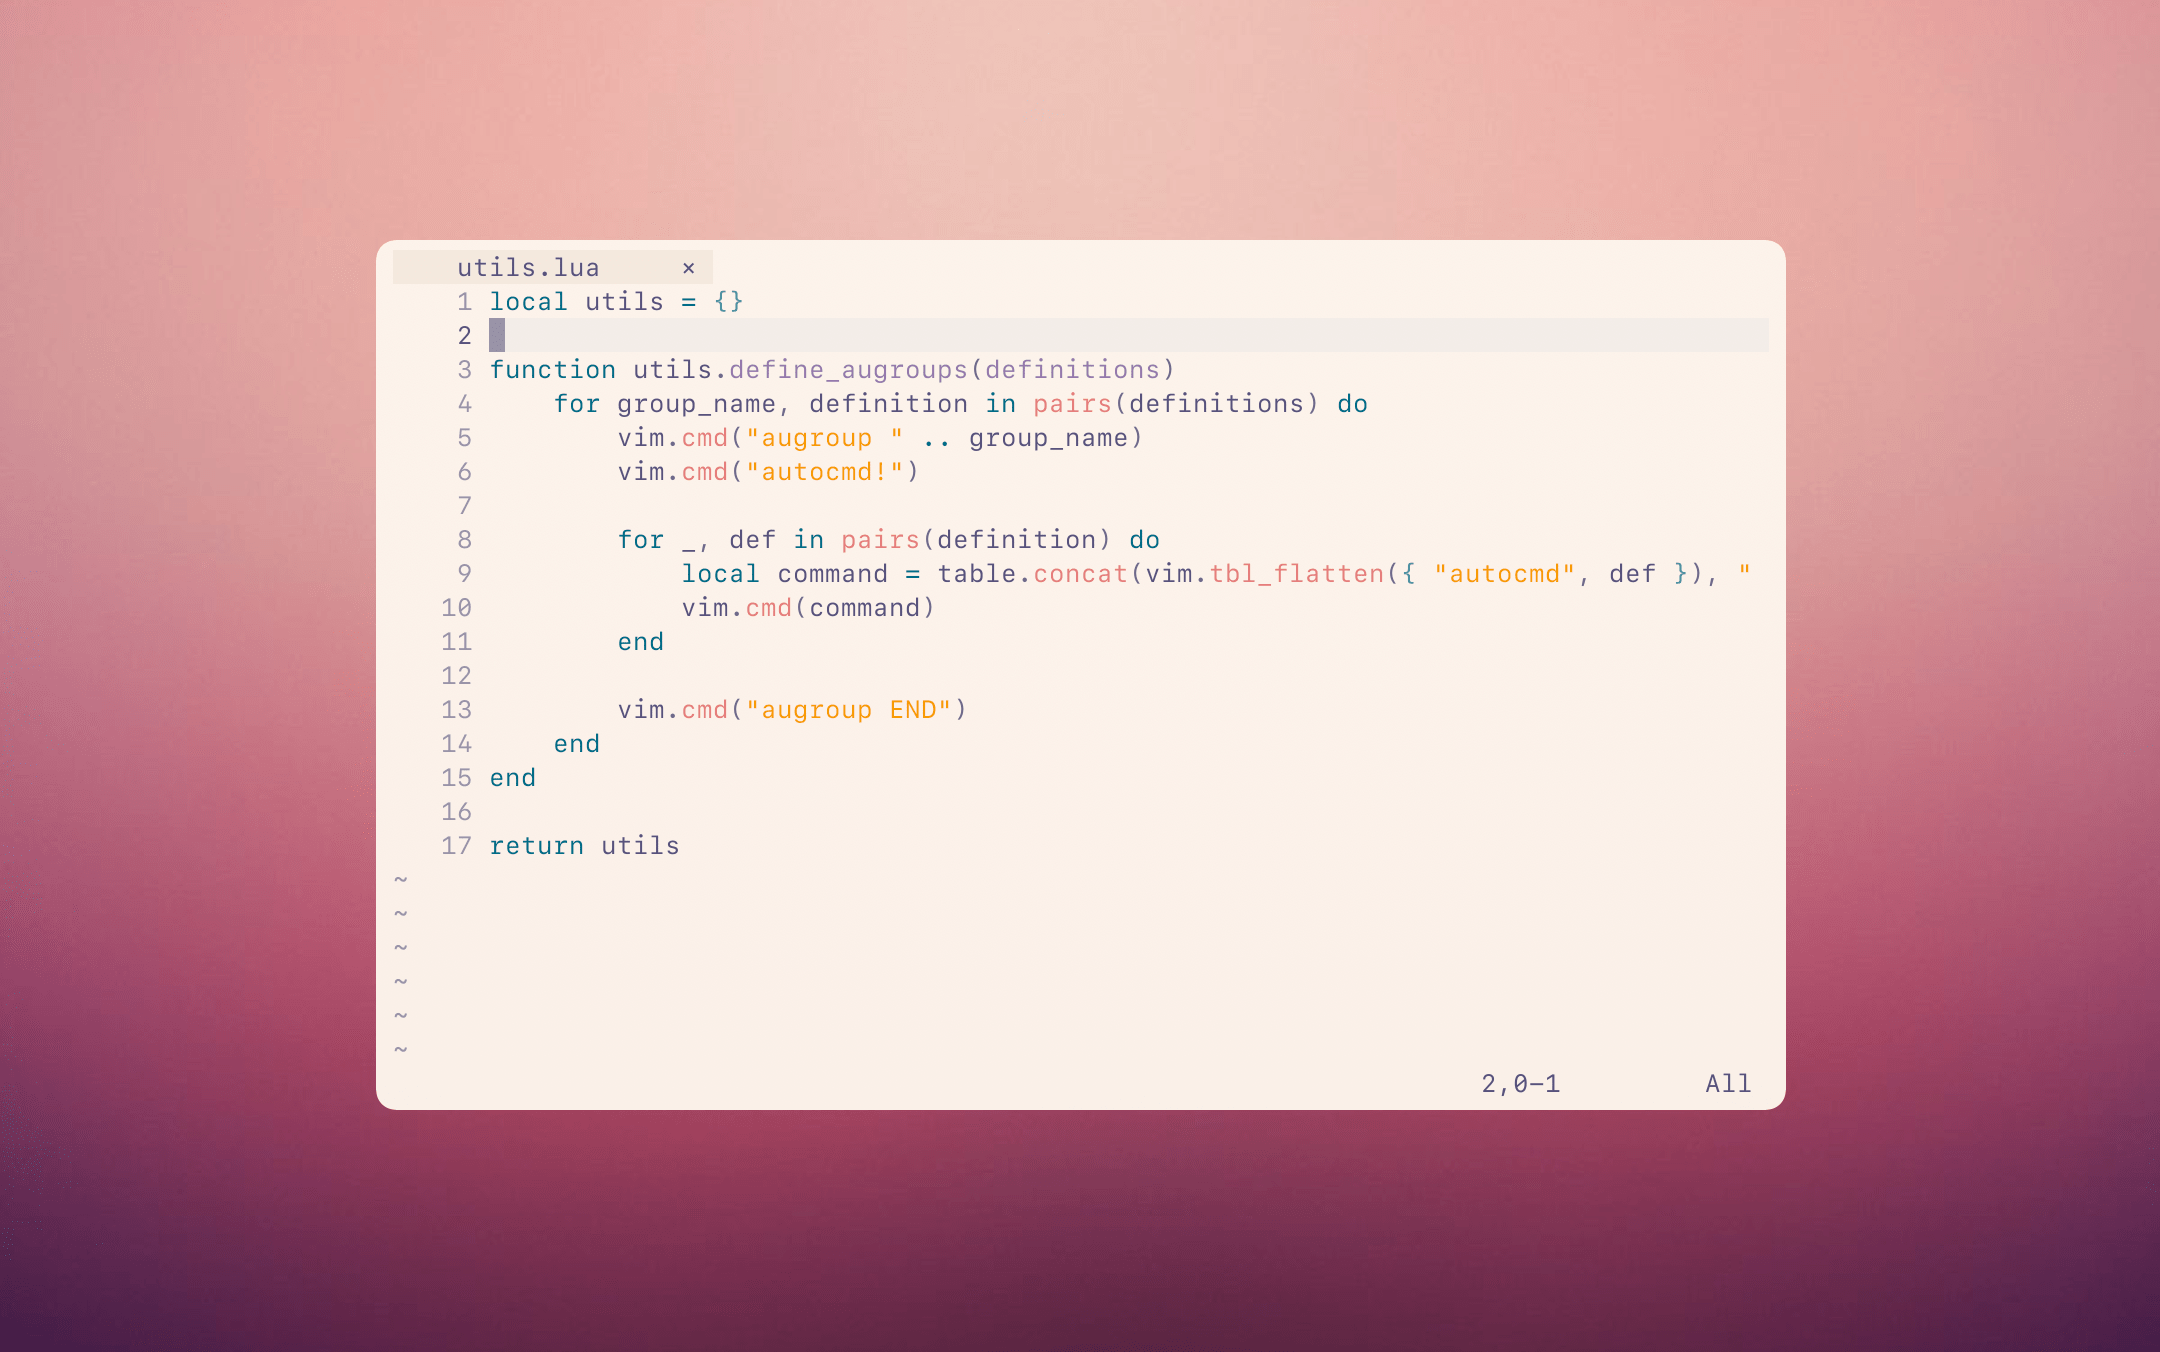 utils.lua ×
1 local utils = {}
2
3 function utils.define_augroups(definitions)
4     for group_name, definition in pairs(definitions) do
5         vim.cmd("augroup " .. group_name)
6         vim.cmd("autocmd!")
7
8         for _, def in pairs(definition) do
9             local command = table.concat(vim.tbl_flatten({ "autocmd", def }), "
10             vim.cmd(command)
11         end
12
13         vim.cmd("augroup END")
14     end
15 end
16
17 return utils
~
~
~
~
~
~
2,0-1 All